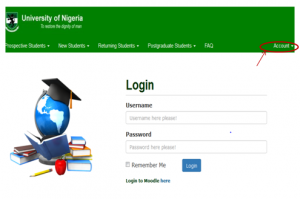 University of Nigeria
To restore the dignity of man
Prospective Students
New Students
Returning Students
Postgraduate Students
FAQ
Account
Login
Username
Username here please!
Password
Password here please!
Remember Me
Login
Login to Moodle here